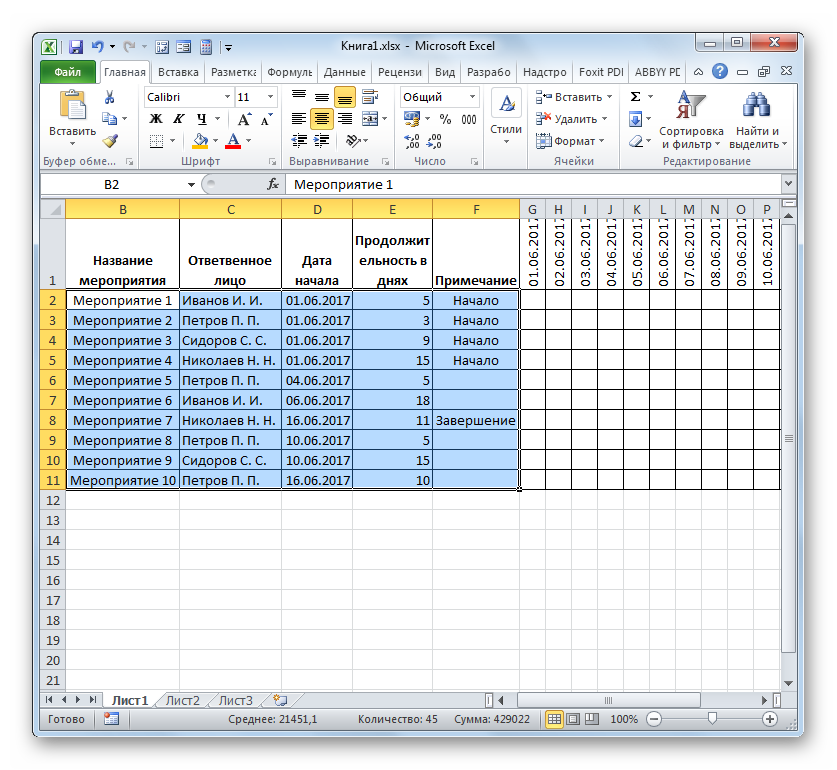 Книга1.xlsx - Microsoft Excel
Файл Главная Вставка Разметка Формуль Данные Рецензи Вид Разрабо Надстро Foxit PDI ABBYY PC
Calibri 11 Общий Вставить Σ
Вставить Ж К Ч A A % 000 Стили Удалить Сортировка и фильтр Найти и выделить
A Формат
Буфер обме... Шрифт Выравнивание Число Ячейки Редактирование
B2 fx Мероприятие 1
B C D E F G H I J K L M N O P
1 Название мероприятия Ответвенное лицо Дата начала Продолжит ельность в днях Примечание 01.06.2017 02.06.2017 03.06.2017 04.06.2017 05.06.2017 06.06.2017 07.06.2017 08.06.2017 09.06.2017 10.06.2017
2 Мероприятие 1 Иванов И. И. 01.06.2017 5 Начало
3 Мероприятие 2 Петров П. П. 01.06.2017 3 Начало
4 Мероприятие 3 Сидоров С. С. 01.06.2017 9 Начало
5 Мероприятие 4 Николаев Н. Н. 01.06.2017 15 Начало
6 Мероприятие 5 Петров П. П. 04.06.2017 5
7 Мероприятие 6 Иванов И. И. 06.06.2017 18
8 Мероприятие 7 Николаев Н. Н. 16.06.2017 11 Завершение
9 Мероприятие 8 Петров П. П. 10.06.2017 5
10 Мероприятие 9 Сидоров С. С. 10.06.2017 15
11 Мероприятие 10 Петров П. П. 16.06.2017 10
12
13
14
15
16
17
18
19
20
21
Лист1 Лист2 Лист3
Готово Среднее: 21451,1 Количество: 45 Сумма: 429022 100%